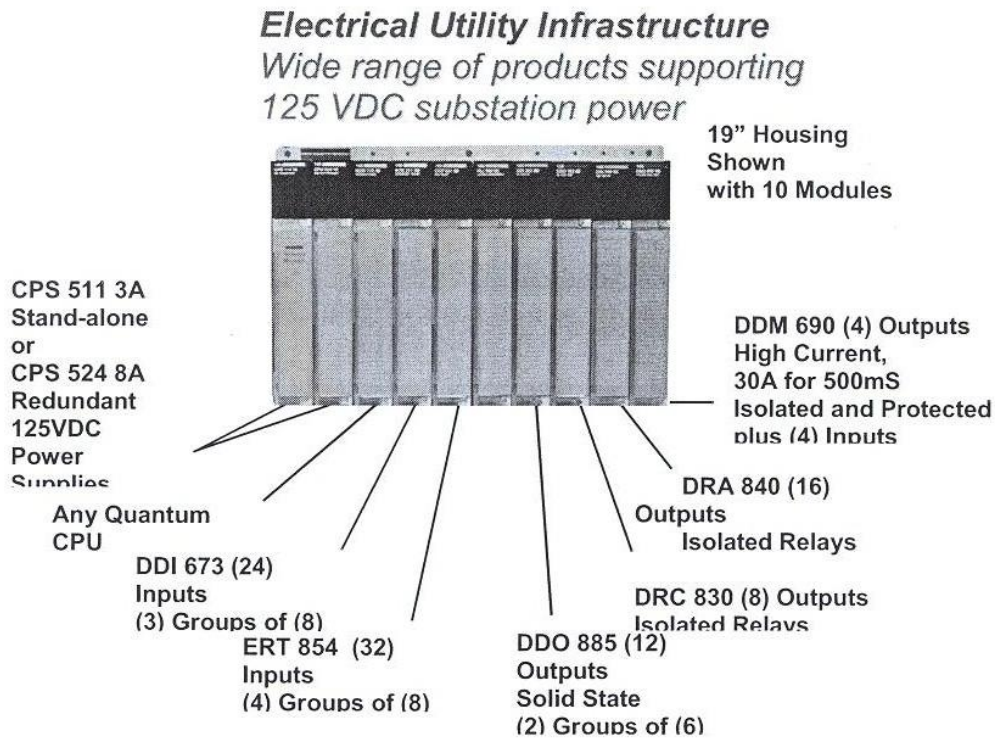 Electrical Utility Infrastructure
Wide range of products supporting
125 VDC substation power
19” Housing
Shown
with 10 Modules
CPS 511 3A
Stand-alone
or
CPS 524 8A
Redundant
125VDC
Power
Supplies
DDM 690 (4) Outputs
High Current,
30A for 500mS
Isolated and Protected
plus (4) Inputs
Any Quantum
CPU
DDI 673 (24)
Inputs
(3) Groups of (8)
ERT 854 (32)
Inputs
(4) Groups of (8)
DDO 885 (12)
Outputs
Solid State
(2) Groups of (6)
DRC 830 (8) Outputs
Isolated Relays
DRA 840 (16)
Outputs
Isolated Relays